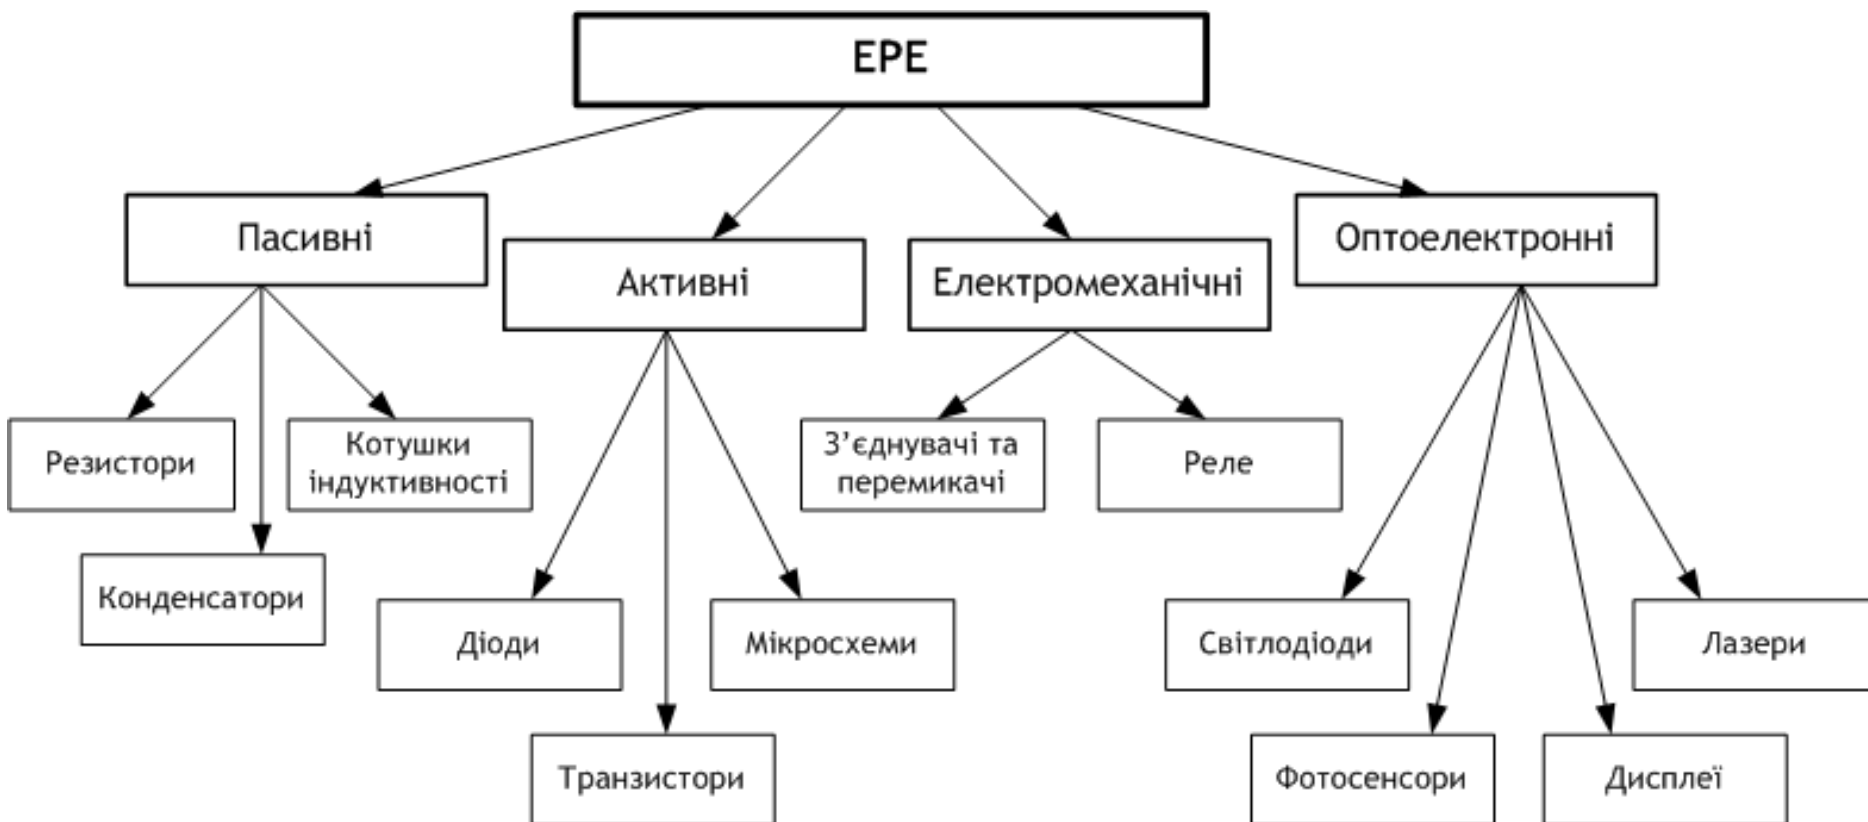 ЕРЕ
Пасивні
Активні
Електромеханічні
Оптоелектронні
Резистори
Котушки
індуктивності
Конденсатори
Діоди
Мікросхеми
Транзистори
З’єднувачі та
перемикачі
Реле
Світлодіоди
Лазери
Фотосенсори
Дисплеї